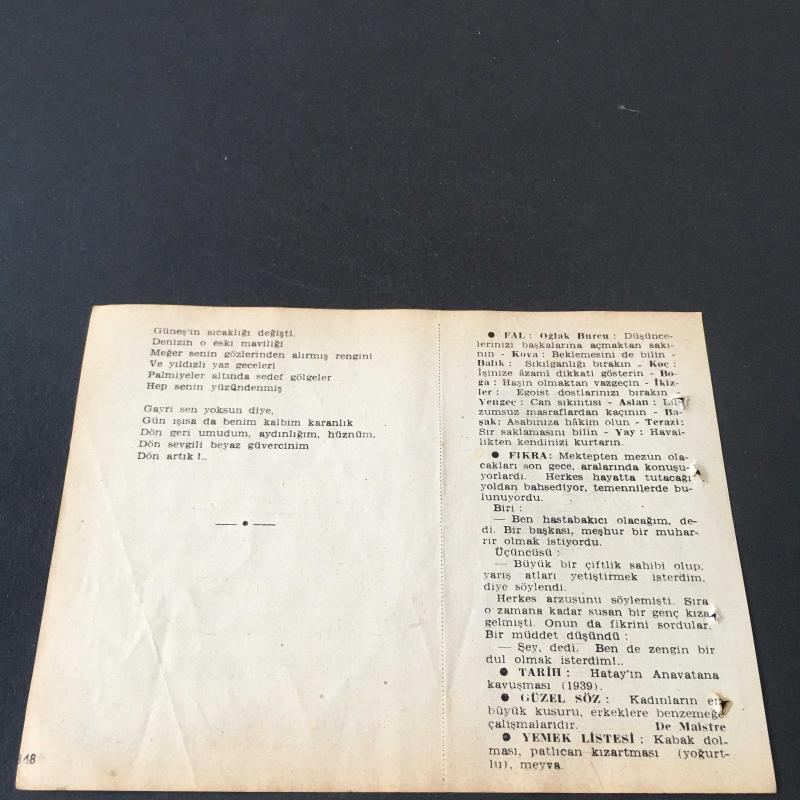 Güneş'in sıcaklığı değişti.
Denizin o eski maviliği
Meğer senin gözlerinden alırmış rengini
Ve yıldızlı yaz geceleri
Palmiyeler altında sedef gölgeler
Hep senin yüzündenmiş
Gayri sen yoksun diye,
Gün ışısa da benim kalbim karanlık
Dön geri umudum, aydınlığım, hüznüm,
Dön sevgili beyaz güvercinim
Dön artık!..
● FAL: Oğlak Burcu: Düşünce-
lerinizi başkalarına açmaktan sakı-
nın - Kova: Beklemesini de bilin -
Balık: Sıkılganlığı bırakın - Koç:
İşinize âzami dikkati gösterin - Bo-
ğa: Haşin olmaktan vazgeçin - İkiz-
ler: Egoist dostlarınızı bırakın -
Yengeç: Can sıkıntısı - Aslan: Lü-
zumsuz masraflardan kaçının - Ba-
şak: Asabınıza hâkim olun - Terazi:
Sır saklamasını bilin - Yay: Havai-
likten kendinizi kurtarın.
● FIKRA: Mektepten mezun ola-
cakları son gece, aralarında konuşu-
yorlardı. Herkes hayatta tutacağı
yoldan bahsediyor, temennilerde bu-
lunuyordu.
Biri:
— Ben hastabakıcı olacağım, de-
di. Bir başkası, meşhur bir muhar-
rir olmak istiyordu.
Üçüncüsü:
— Büyük bir çiftlik sahibi olup,
yarış atları yetiştirmek isterdim,
diye söylendi.
Herkes arzusunu söylemişti. Sıra
o zamana kadar susan bir genç kıza
gelmişti. Onun da fikrini sordular.
Bir müddet düşündü:
— Şey, dedi. Ben de zengin bir
dul olmak isterdim!..
● TARİH: Hatay'ın Anavatana
kavuşması (1939).
● GÜZEL SÖZ: Kadınların en
büyük kusuru, erkeklere benzemeğe
çalışmalarıdır. De Maistre
● YEMEK LİSTESİ: Kabak dol-
ması, patlıcan kızartması (yoğurt-
lu), meyva.